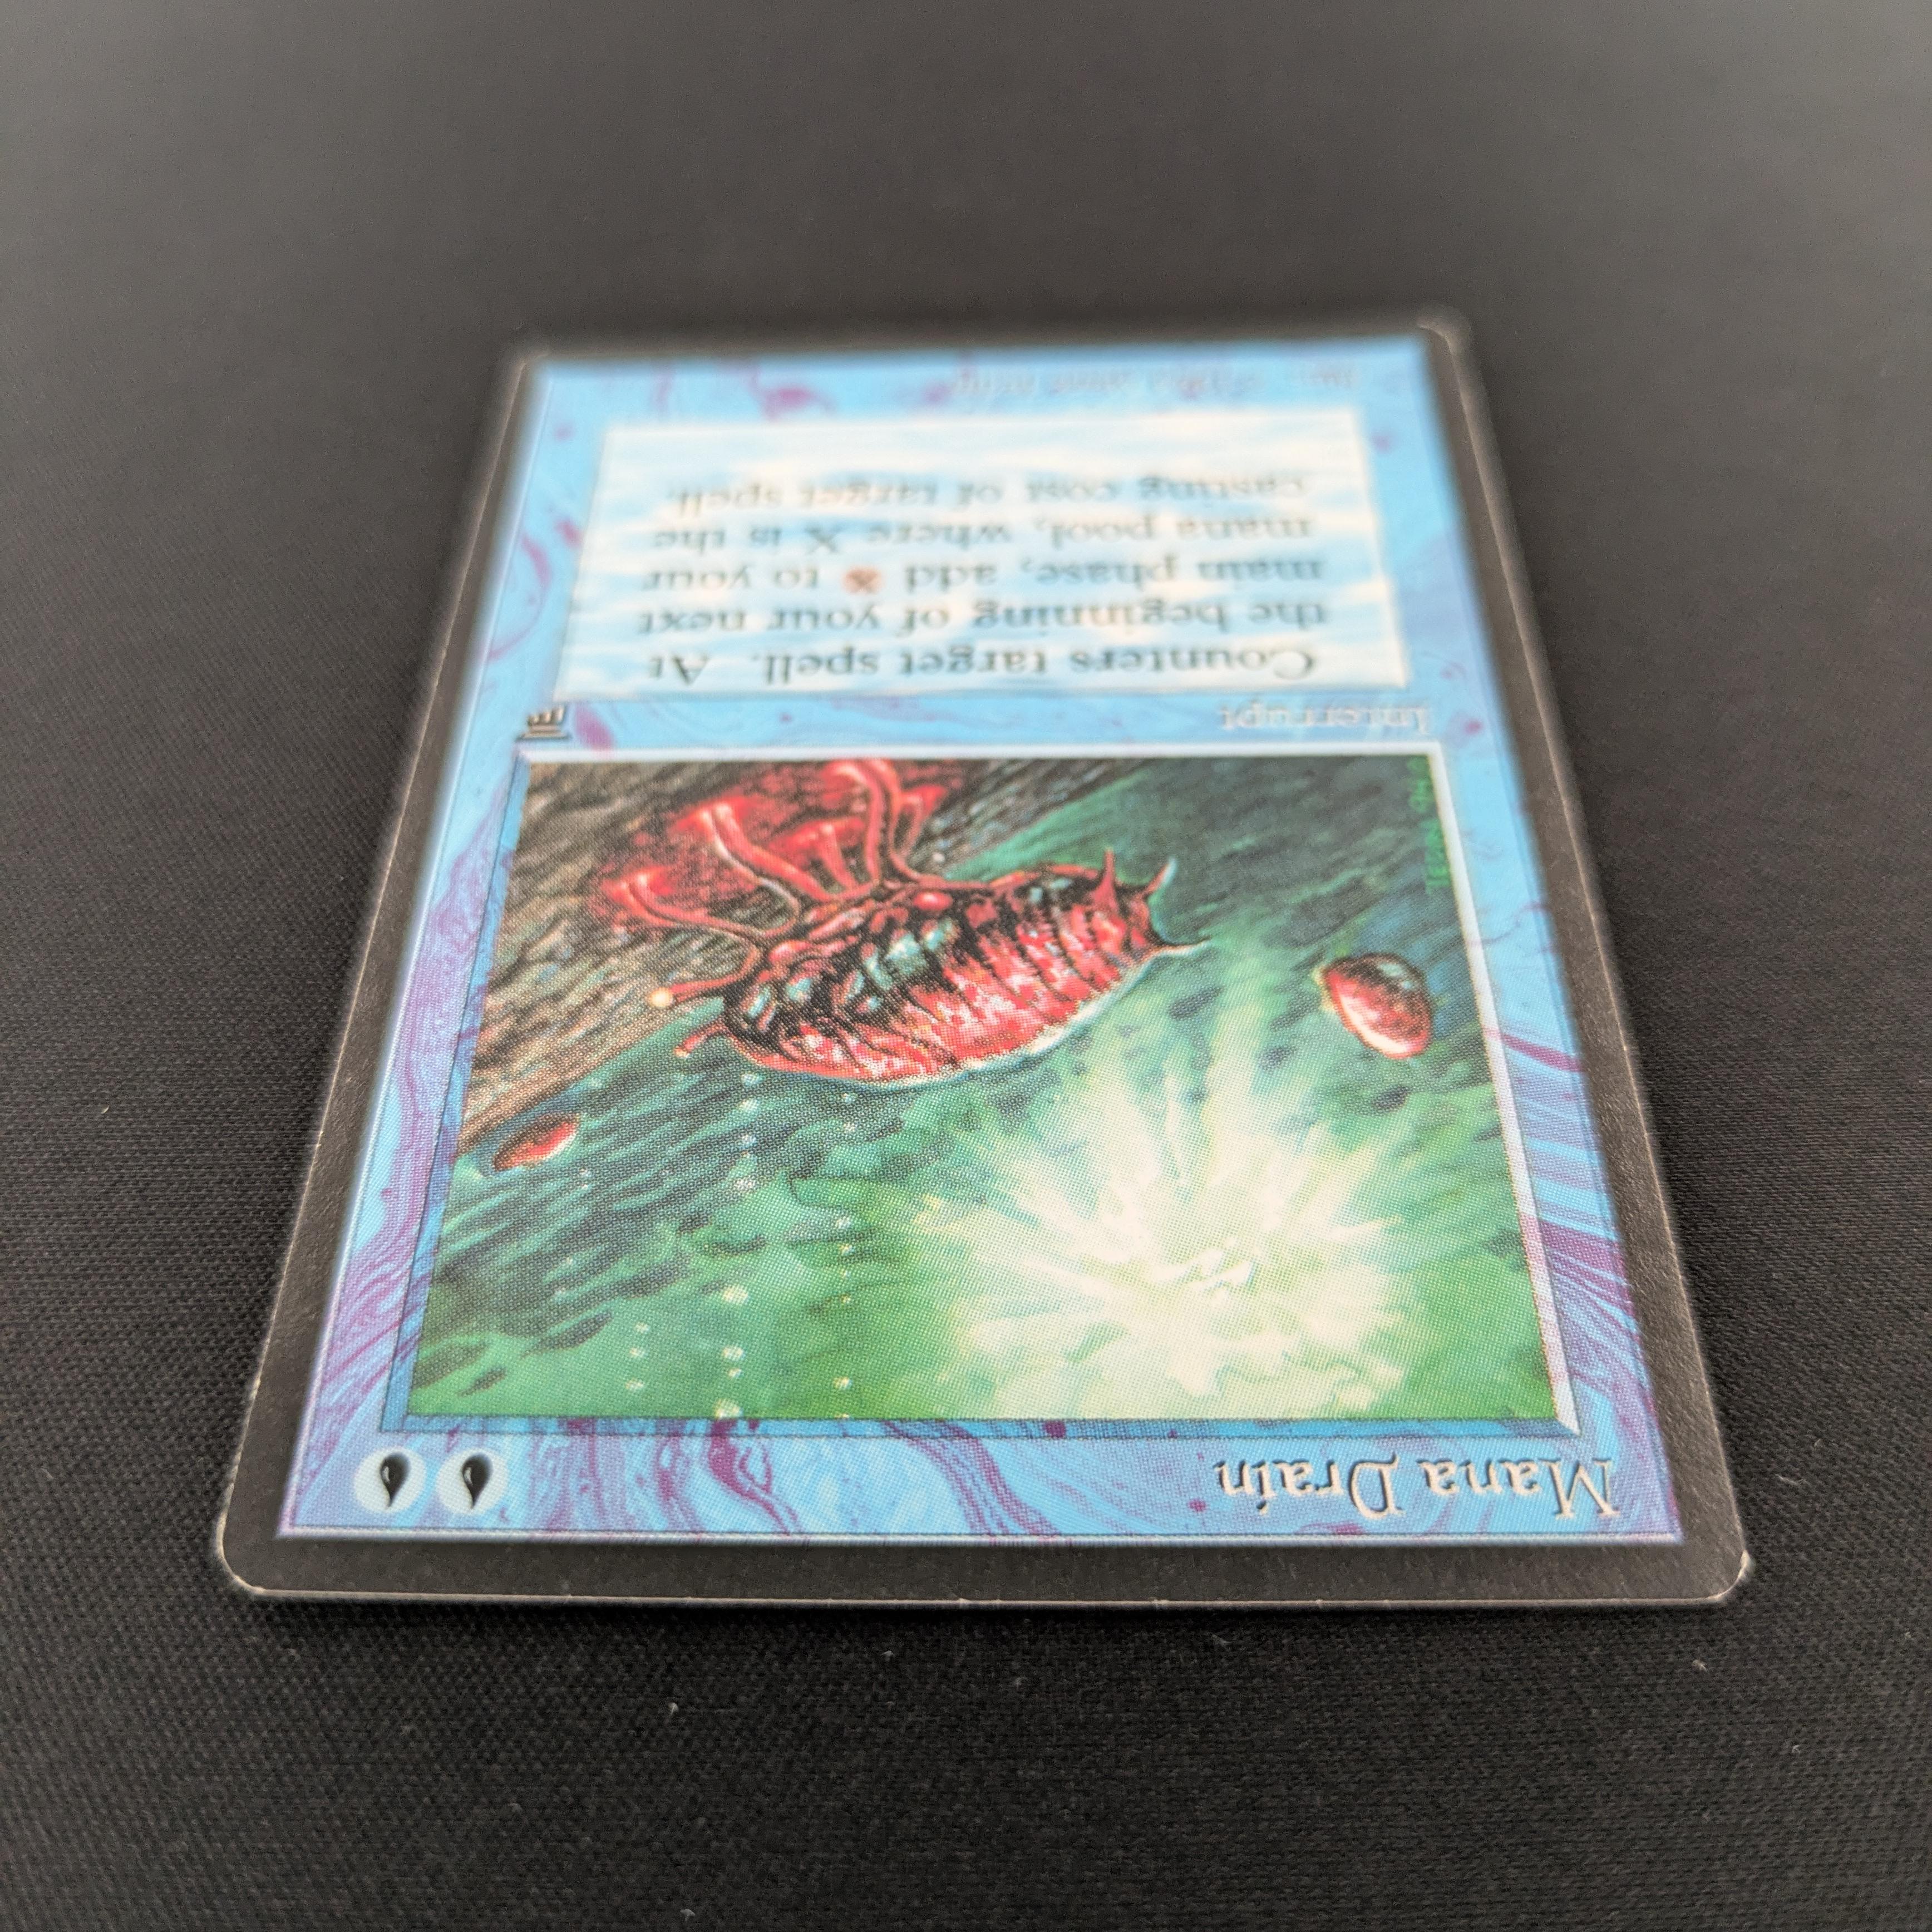 Mana Drain
Interrupt
Counters target spell. At
the beginning of your next
main phase, add X to your
mana pool, where X is the
casting cost of target spell.